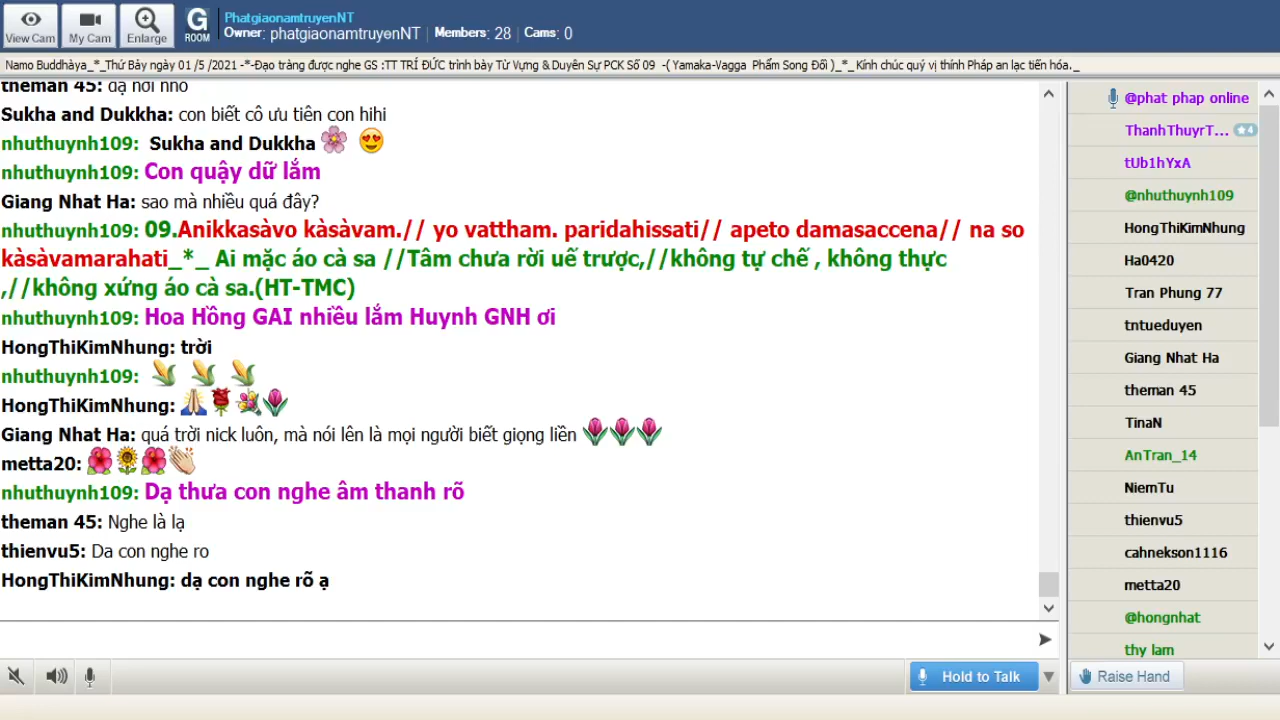 View Cam
My Cam
Enlarge
G
ROOM
PhatgiaonamtruyenNT
Owner: phatgiaonamtruyenNT | Members: 28 | Cams: 0
Namo Buddhàya_*_Thứ Bảy ngày 01 /5 /2021 -*-Đạo tràng được nghe GS :TT TRÍ ĐỨC trình bày Từ Vựng & Duyên Sự PCK Số 09 -( Yamaka-Vagga Phẩm Song Đối )_*_ Kính chúc quý vị thính Pháp an lạc tiến hóa._
theman 45: dạ hơi nhỏ
Sukha and Dukkha: con biết cô ưu tiên con hihi
nhuthuynh109: Sukha and Dukkha
nhuthuynh109: Con quậy dữ lắm
Giang Nhat Ha: sao mà nhiều quá đây?
nhuthuynh109: 09.Anikkasàvo kàsàvam.// yo vattham. paridahissati// apeto damasaccena// na so
kàsàvamarahati_*_ Ai mặc áo cà sa //Tâm chưa rời uế trược,//không tự chế , không thực
,//không xứng áo cà sa.(HT-TMC)
nhuthuynh109: Hoa Hồng GAI nhiều lắm Huynh GNH ơi
HongThiKimNhung: trời
nhuthuynh109:
HongThiKimNhung:
Giang Nhat Ha: quá trời nick luôn, mà nói lên là mọi người biết giọng liền
metta20:
nhuthuynh109: Dạ thưa con nghe âm thanh rõ
theman 45: Nghe là lạ
thienvu5: Da con nghe ro
HongThiKimNhung: dạ con nghe rõ ạ
@phat phap online
ThanhThuyrT... 4
tUb1hYxA
@nhuthuynh109
HongThiKimNhung
Ha0420
Tran Phung 77
tntueduyen
Giang Nhat Ha
theman 45
TinaN
AnTran_14
NiemTu
thienvu5
cahnekson1116
metta20
@hongnhat
thy lam
Hold to Talk
Raise Hand